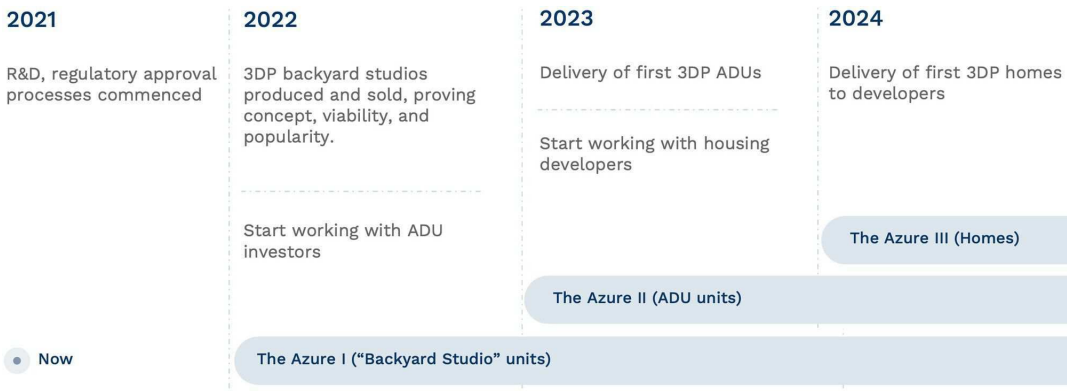 2021
R&D, regulatory approval
processes commenced
Now
2022
3DP backyard studios
produced and sold, proving
concept, viability, and
popularity.
Start working with ADU
investors
The Azure I (“Backyard Studio” units)
2023
Delivery of first 3DP ADUs
Start working with housing
developers
The Azure II (ADU units)
2024
Delivery of first 3DP homes
to developers
The Azure III (Homes)